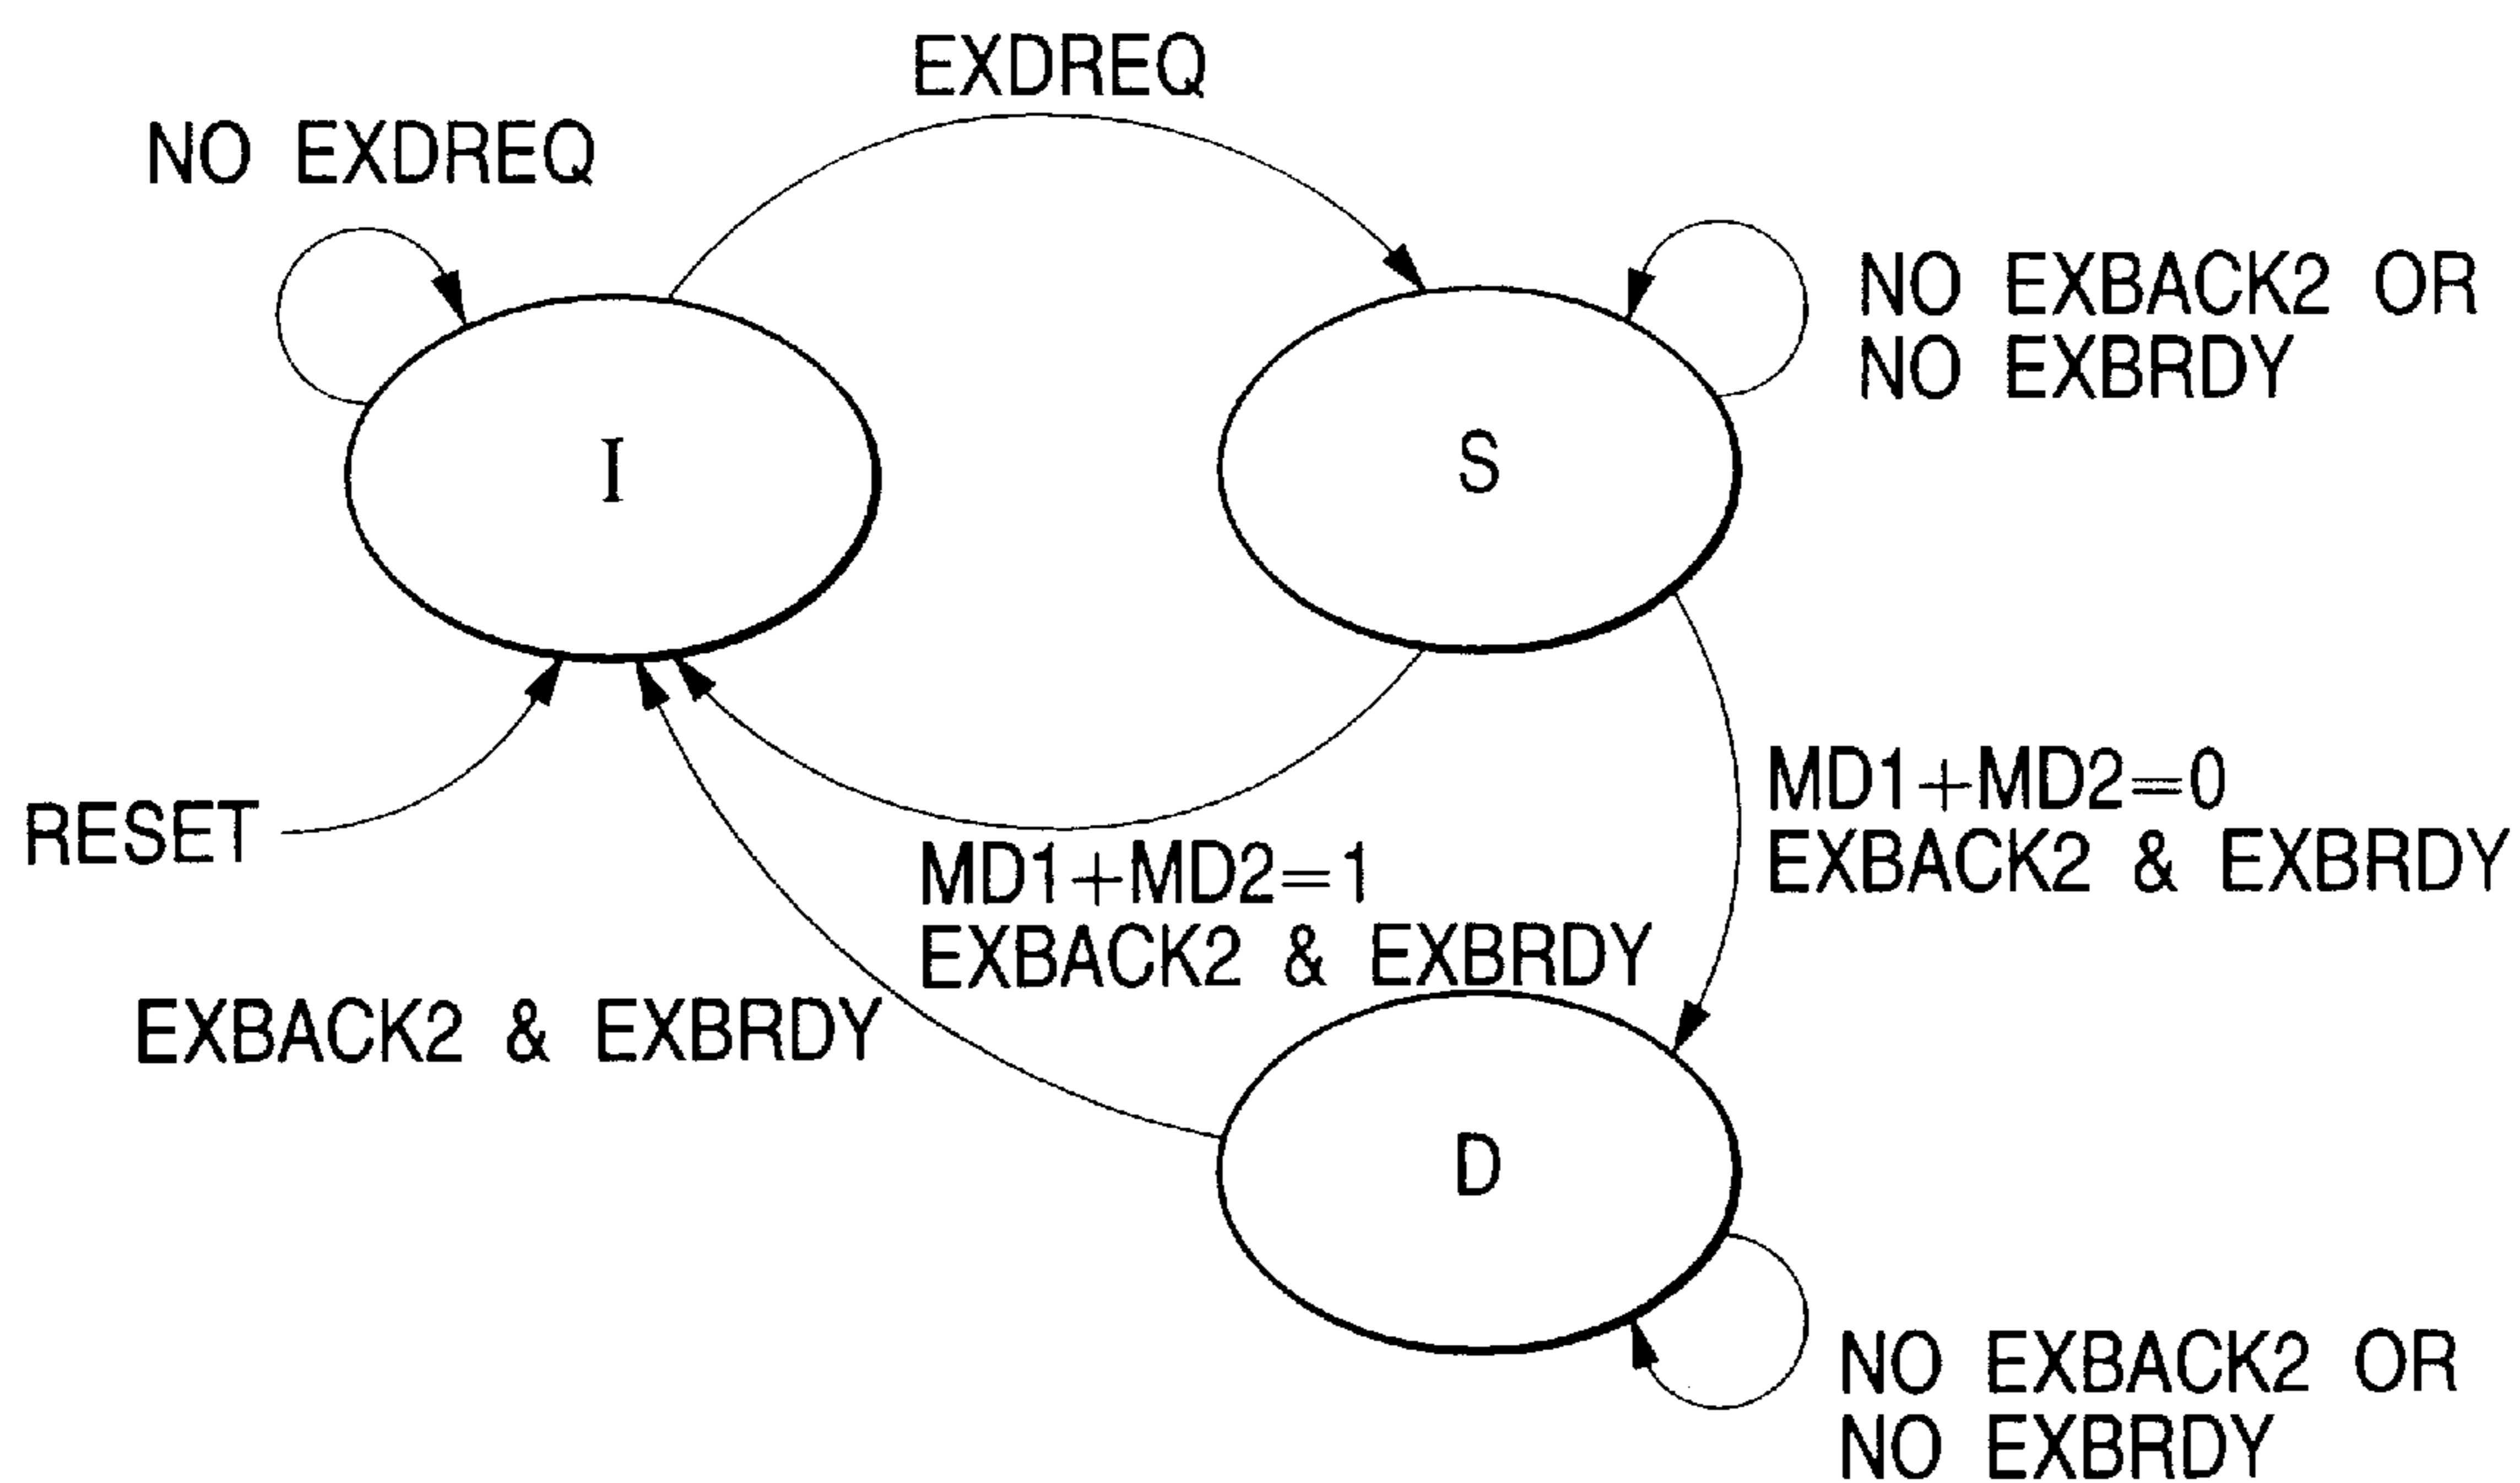 EXDREQ
NO EXDREQ
NO EXBACK2 OR
NO EXBRDY
I
S
MD1+MD2=0
EXBACK2 & EXBRDY
RESET
MD1+MD2=1
EXBACK2 & EXBRDY
EXBACK2 & EXBRDY
D
NO EXBACK2 OR
NO EXBRDY